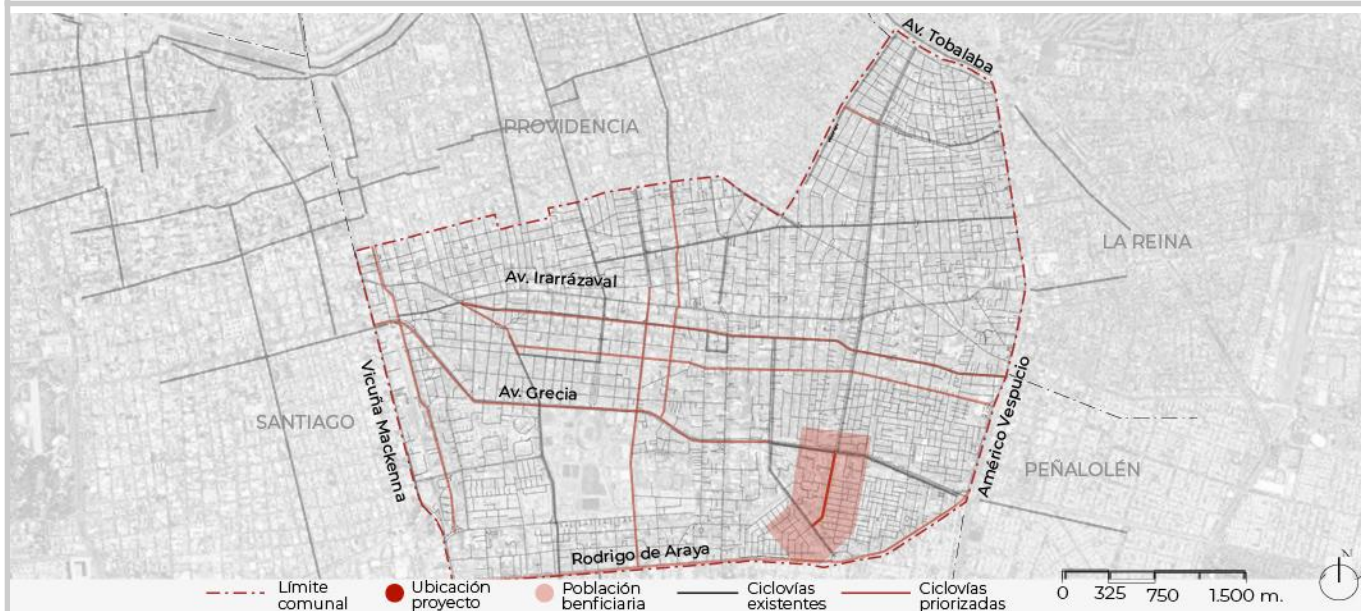 Av. Tobalaba
PROVIDENCIA
LA REINA
Av. Irarrázaval
Vicuña Mackenna
Av. Grecia
SANTIAGO
Américo Vespucio
PEÑALOLÉN
Rodrigo de Araya
Límite
comunal
Ubicación
proyecto
Población
benficiaria
Ciclovías
existentes
Ciclovías
priorizadas
0 325 750 1.500 m.
N